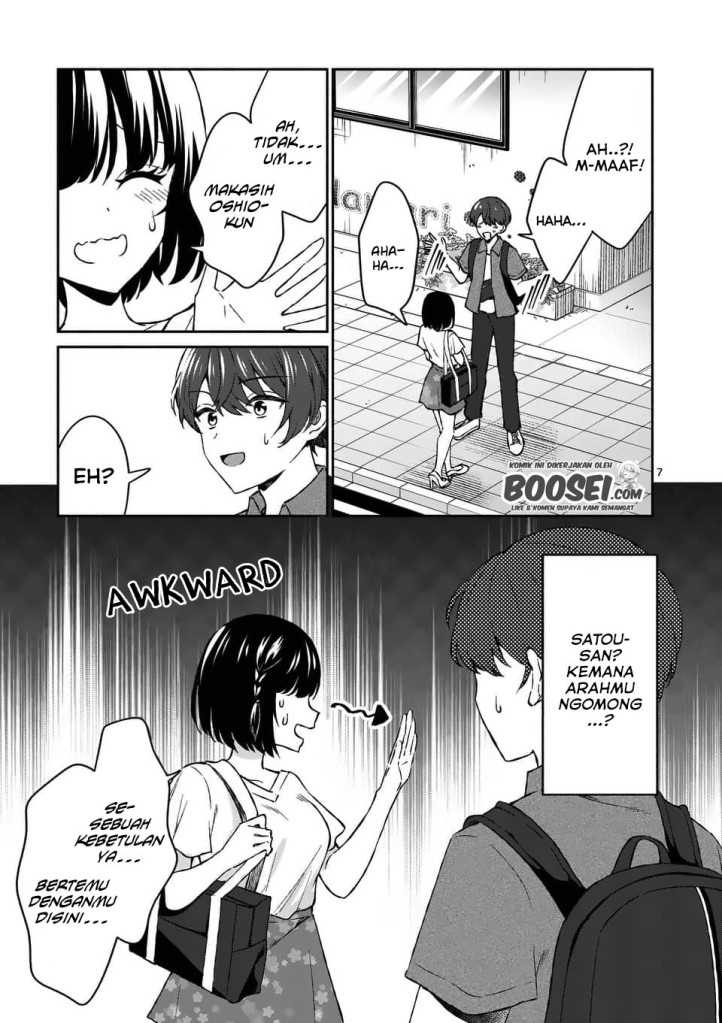 AH..?!
M-MAAF!
HAHA...
AHA-
HA...
AH,
TIDAK...
UM...
MAKASIH
OSHIO-
KUN
EH?
KOMIK INI DIKERJAKAN OLEH
BOOSEI.COM
LIKE & KOMEN SUPAYA KAMI SEMANGAT
7
AWKWARD
SATOU-
SAN?
KEMANA
ARAHMU
NGOMONG
...?
SE-
SEBUAH
KEBETULAN
YA...
BERTEMU
DENGANMU
DISINI...